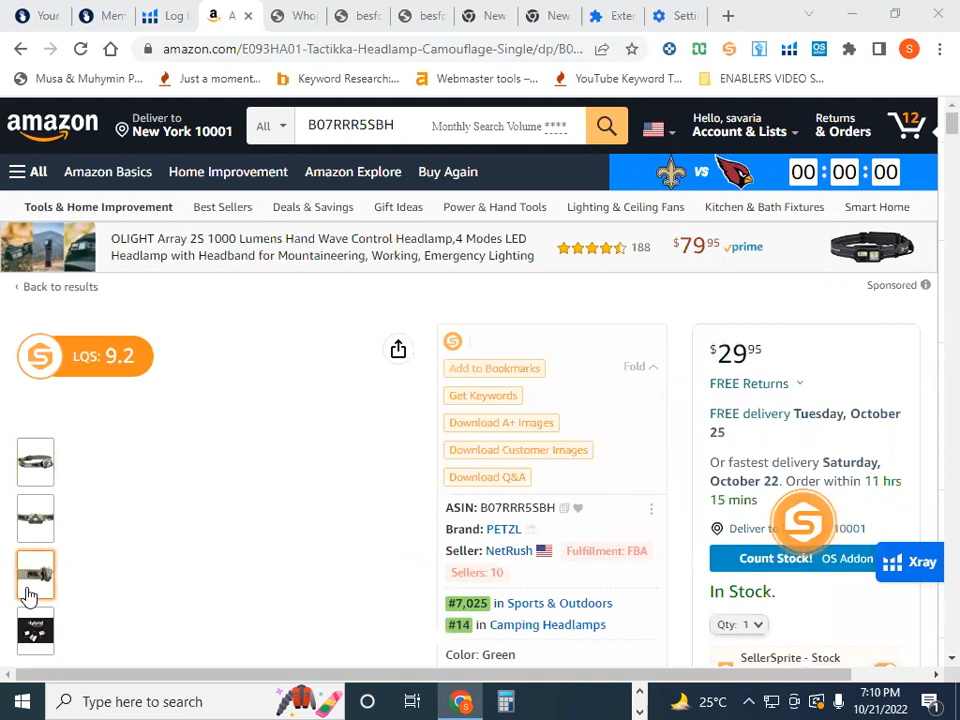 Your
Men
Log I
A
Who
besfo
besfc
New
New
Exter
Setti
amazon.com/E093HA01-Tactikka-Headlamp-Camouflage-Single/dp/B0...
S
Musa & Muhymin P...
Just a moment...
Keyword Research:...
Webmaster tools –...
YouTube Keyword T...
ENABLERS VIDEO S...
amazon
Deliver to
New York 10001
All
B07RRR5SBH
Monthly Search Volume ****
Hello, savaria
Account & Lists
Returns
& Orders
12
All
Amazon Basics
Home Improvement
Amazon Explore
Buy Again
VS
00 : 00 : 00
Tools & Home Improvement
Best Sellers
Deals & Savings
Gift Ideas
Power & Hand Tools
Lighting & Ceiling Fans
Kitchen & Bath Fixtures
Smart Home
OLIGHT Array 2S 1000 Lumens Hand Wave Control Headlamp,4 Modes LED
Headlamp with Headband for Mountaineering, Working, Emergency Lighting
188
$79 95
prime
‹ Back to results
Sponsored
LQS: 9.2
Add to Bookmarks
Fold
Get Keywords
Download A+ Images
Download Customer Images
Download Q&A
ASIN: B07RRR5SBH
Brand: PETZL
Seller: NetRush
Fulfillment: FBA
Sellers: 10
#7,025 in Sports & Outdoors
#14 in Camping Headlamps
Color: Green
Hybrid
$29 95
FREE Returns
FREE delivery Tuesday, October
25
Or fastest delivery Saturday,
October 22. Order within 11 hrs
15 mins
Deliver to 10001
Count Stock! OS Addon
Xray
In Stock.
Qty: 1
SellerSprite - Stock
Type here to search
25°C
7:10 PM
10/21/2022
1